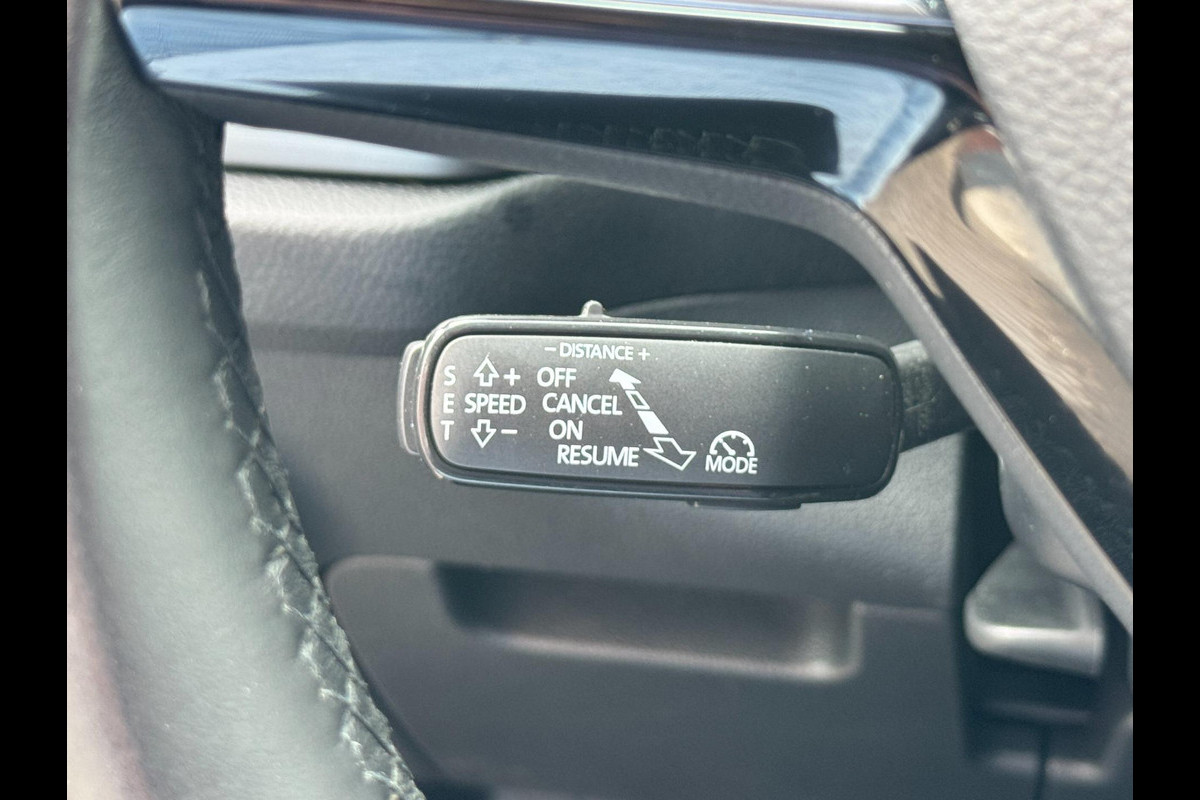 − DISTANCE +
S + OFF
E SPEED CANCEL
T − ON
RESUME MODE